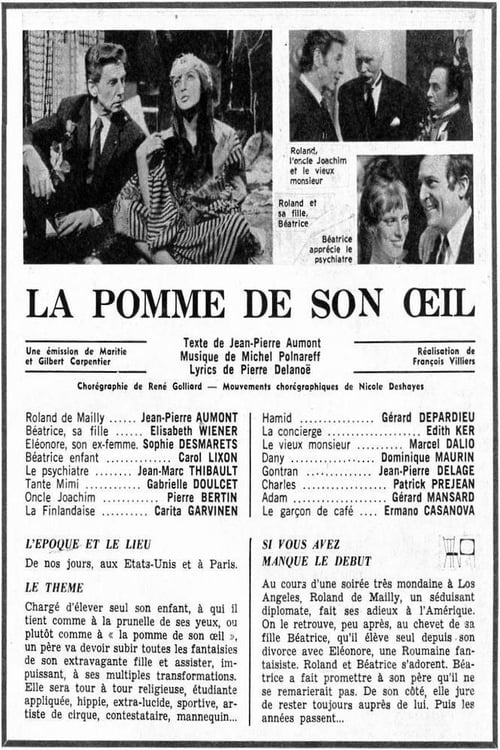 Roland,
l'oncle Joachim
et le vieux
monsieur
Roland et
sa fille,
Béatrice
Béatrice
apprécie le
psychiatre
LA POMME DE SON ŒIL
Une émission de Maritie
et Gilbert Carpentier
Texte de Jean-Pierre Aumont
Musique de Michel Polnareff
Lyrics de Pierre Delanoë
Réalisation de
François Villiers
Chorégraphie de René Golliard — Mouvements chorégraphiques de Nicole Deshayes
Roland de Mailly ...... Jean-Pierre AUMONT
Béatrice, sa fille ..... Elisabeth WIENER
Eléonore, son ex-femme. Sophie DESMARETS
Béatrice enfant ............ Carol LIXON
Le psychiatre ........ Jean-Marc THIBAULT
Tante Mimi .......... Gabrielle DOULCET
Oncle Joachim ............. Pierre BERTIN
La Finlandaise .......... Carita GARVINEN
Hamid ................ Gérard DEPARDIEU
La concierge .................. Edith KER
Le vieux monsieur ........ Marcel DALIO
Dany ............... Dominique MAURIN
Gontran ............ Jean-Pierre DELAGE
Charles ............... Patrick PREJEAN
Adam ................ Gérard MANSARD
Le garçon de café .... Ermano CASANOVA
L'EPOQUE ET LE LIEU
De nos jours, aux Etats-Unis et à Paris.
LE THEME
Chargé d'élever seul son enfant, à qui il
tient comme à la prunelle de ses yeux, ou
plutôt comme à « la pomme de son œil »,
un père va devoir subir toutes les fantaisies
de son extravagante fille et assister, im-
puissant, à ses multiples transformations.
Elle sera tour à tour religieuse, étudiante
appliquée, hippie, extra-lucide, sportive, ar-
tiste de cirque, contestataire, mannequin...
SI VOUS AVEZ
MANQUE LE DEBUT
Au cours d'une soirée très mondaine à Los
Angeles, Roland de Mailly, un séduisant
diplomate, fait ses adieux à l'Amérique.
On le retrouve, peu après, au chevet de sa
fille Béatrice, qu'il élève seul depuis son
divorce avec Eléonore, une Roumaine fan-
taisiste. Roland et Béatrice s'adorent. Béa-
trice a fait promettre à son père qu'il ne
se remarierait pas. De son côté, elle jure
de rester toujours auprès de lui. Puis les
années passent...